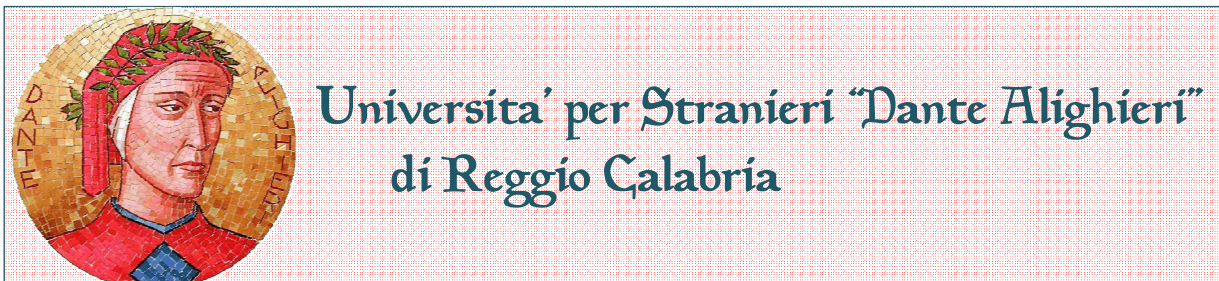 DANTE
ALIGHIERI
Universita' per Stranieri “Dante Alighieri”
di Reggio Calabria